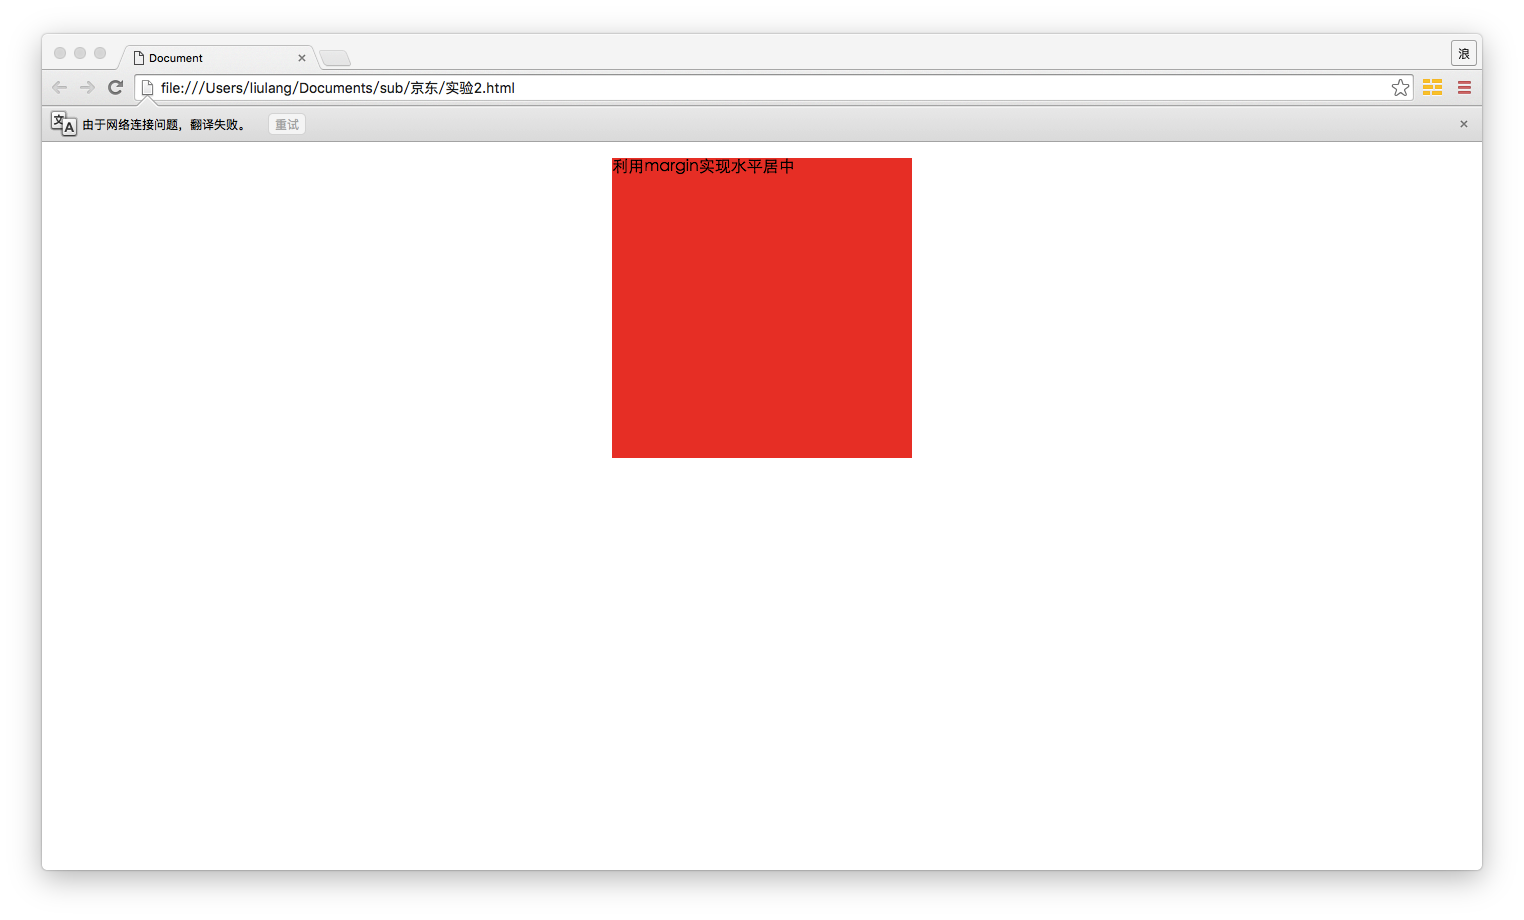 Document
浪
file:///Users/liulang/Documents/sub/京东/实验2.html
文A 由于网络连接问题，翻译失败。 重试
利用margin实现水平居中